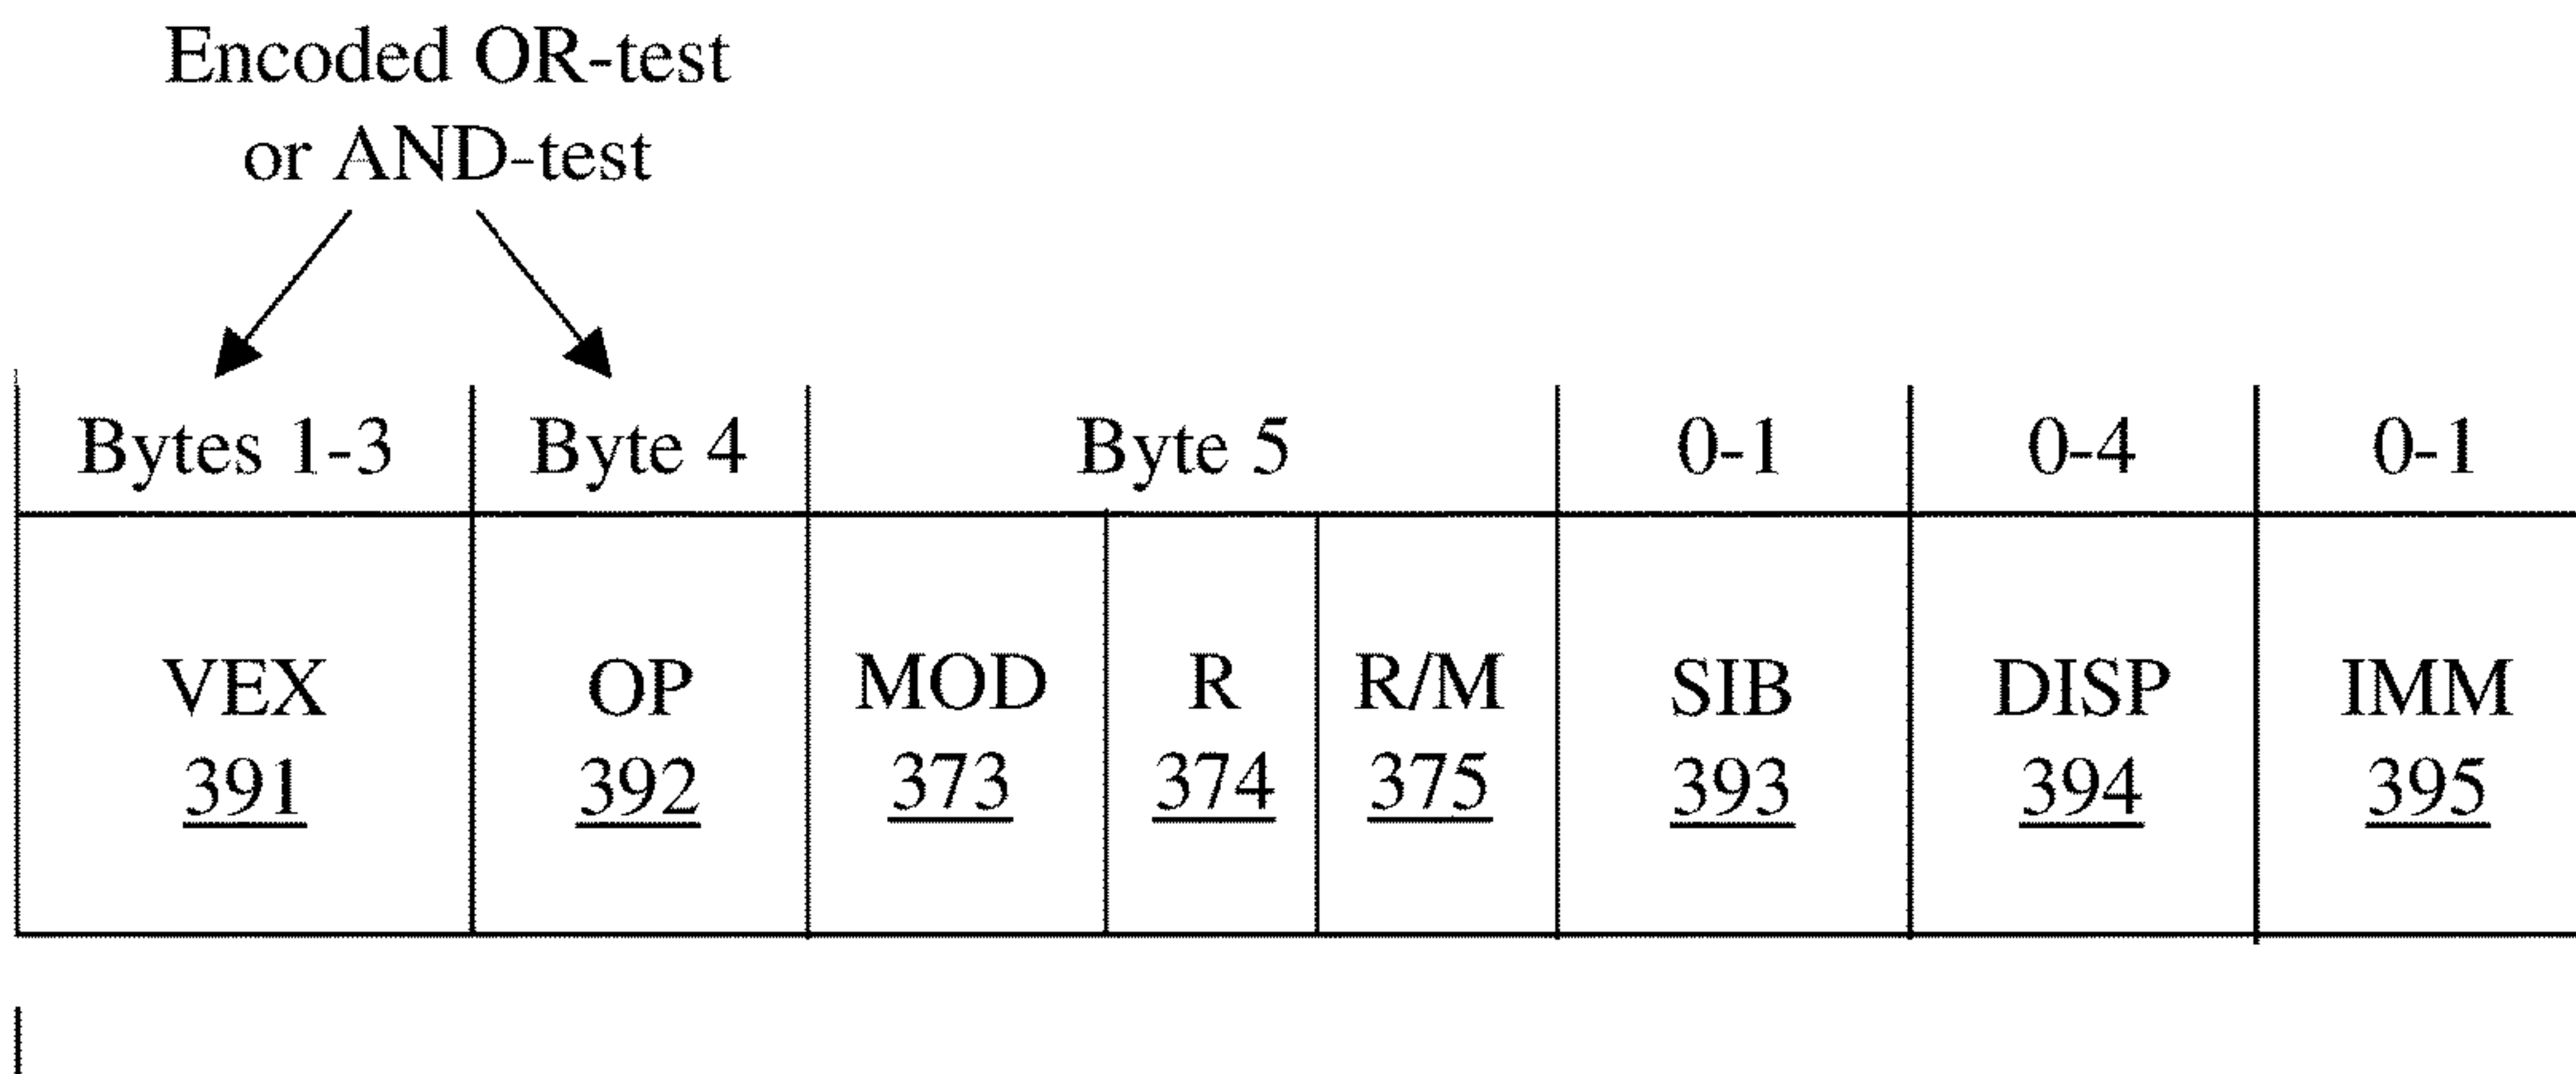 Encoded OR-test
or AND-test
Bytes 1-3 Byte 4 Byte 5 0-1 0-4 0-1
VEX OP MOD R R/M SIB DISP IMM
391 392 373 374 375 393 394 395